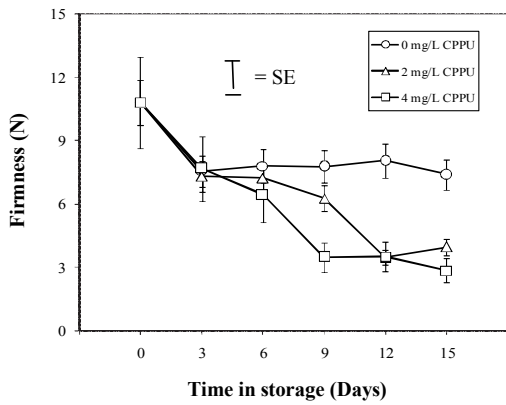 15
12
9
6
3
0
Firmness (N)
= SE
0 mg/L CPPU
2 mg/L CPPU
4 mg/L CPPU
0 3 6 9 12 15
Time in storage (Days)